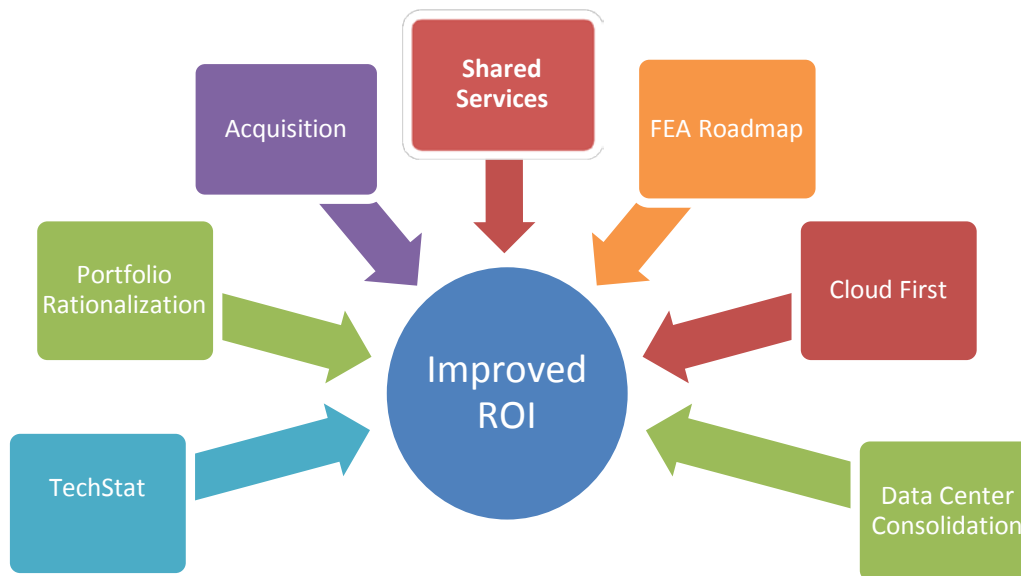 Shared
Services
Acquisition
FEA Roadmap
Portfolio
Rationalization
Cloud First
Improved
ROI
TechStat
Data Center
Consolidation